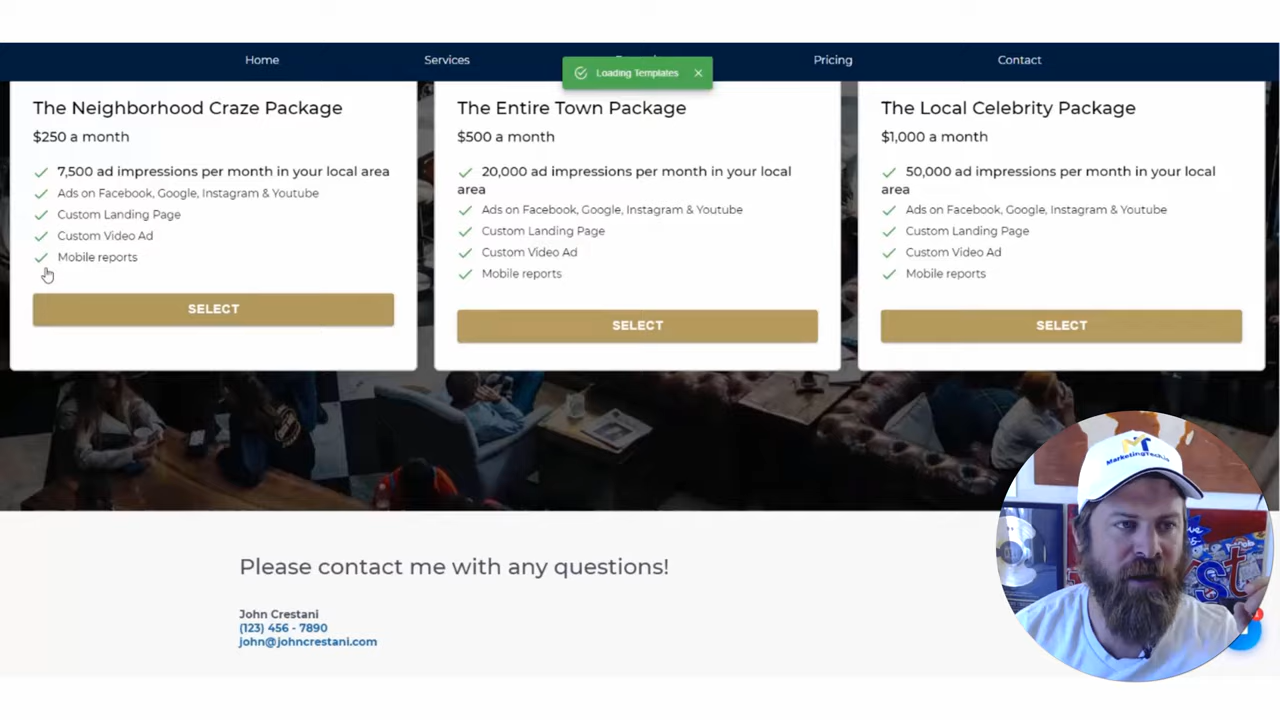 Home
Services
Pricing
Contact
Loading Templates
The Neighborhood Craze Package
$250 a month
7,500 ad impressions per month in your local area
Ads on Facebook, Google, Instagram & Youtube
Custom Landing Page
Custom Video Ad
Mobile reports
SELECT
The Entire Town Package
$500 a month
20,000 ad impressions per month in your local
area
Ads on Facebook, Google, Instagram & Youtube
Custom Landing Page
Custom Video Ad
Mobile reports
SELECT
The Local Celebrity Package
$1,000 a month
50,000 ad impressions per month in your local
area
Ads on Facebook, Google, Instagram & Youtube
Custom Landing Page
Custom Video Ad
Mobile reports
SELECT
Please contact me with any questions!
John Crestani
(123) 456 - 7890
john@johncrestani.com
MarketingTech.io